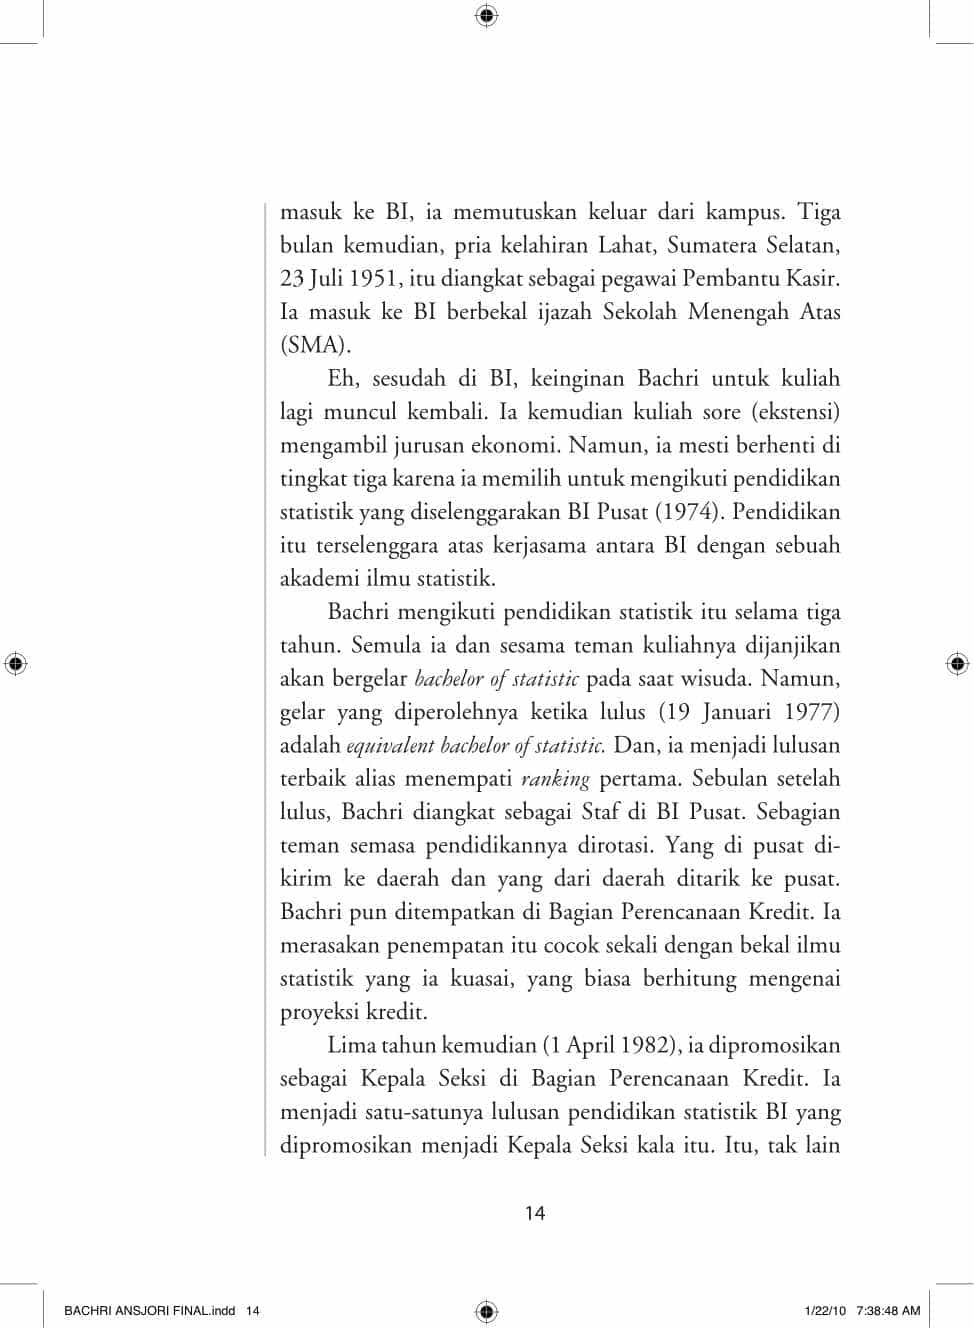 masuk ke BI, ia memutuskan keluar dari kampus. Tiga
bulan kemudian, pria kelahiran Lahat, Sumatera Selatan,
23 Juli 1951, itu diangkat sebagai pegawai Pembantu Kasir.
Ia masuk ke BI berbekal ijazah Sekolah Menengah Atas
(SMA).
Eh, sesudah di BI, keinginan Bachri untuk kuliah
lagi muncul kembali. Ia kemudian kuliah sore (ekstensi)
mengambil jurusan ekonomi. Namun, ia mesti berhenti di
tingkat tiga karena ia memilih untuk mengikuti pendidikan
statistik yang diselenggarakan BI Pusat (1974). Pendidikan
itu terselenggara atas kerjasama antara BI dengan sebuah
akademi ilmu statistik.
Bachri mengikuti pendidikan statistik itu selama tiga
tahun. Semula ia dan sesama teman kuliahnya dijanjikan
akan bergelar bachelor of statistic pada saat wisuda. Namun,
gelar yang diperolehnya ketika lulus (19 Januari 1977)
adalah equivalent bachelor of statistic. Dan, ia menjadi lulusan
terbaik alias menempati ranking pertama. Sebulan setelah
lulus, Bachri diangkat sebagai Staf di BI Pusat. Sebagian
teman semasa pendidikannya dirotasi. Yang di pusat di-
kirim ke daerah dan yang dari daerah ditarik ke pusat.
Bachri pun ditempatkan di Bagian Perencanaan Kredit. Ia
merasakan penempatan itu cocok sekali dengan bekal ilmu
statistik yang ia kuasai, yang biasa berhitung mengenai
proyeksi kredit.
Lima tahun kemudian (1 April 1982), ia dipromosikan
sebagai Kepala Seksi di Bagian Perencanaan Kredit. Ia
menjadi satu-satunya lulusan pendidikan statistik BI yang
dipromosikan menjadi Kepala Seksi kala itu. Itu, tak lain
14
BACHRI ANSJORI FINAL.indd 14
1/22/10 7:38:48 AM